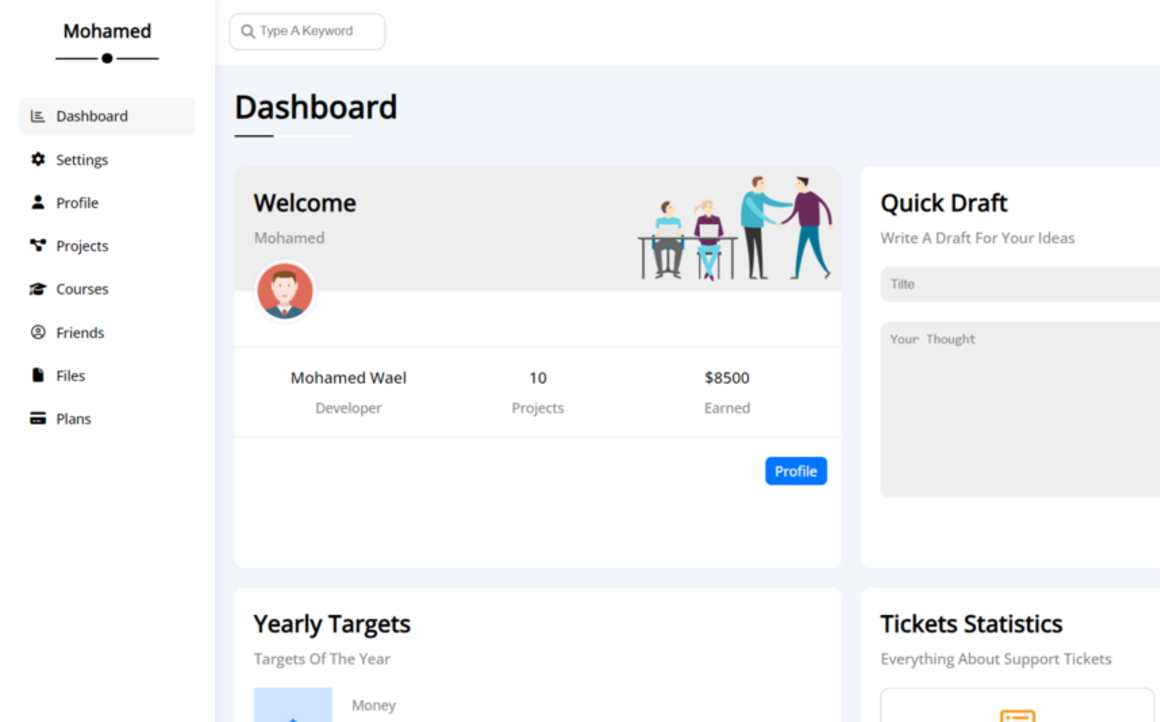 Mohamed
Type A Keyword
Dashboard
Settings
Profile
Projects
Courses
Friends
Files
Plans
Dashboard
Welcome
Mohamed
Mohamed Wael
Developer
10
Projects
$8500
Earned
Profile
Quick Draft
Write A Draft For Your Ideas
Tilte
Your Thought
Yearly Targets
Targets Of The Year
Money
Tickets Statistics
Everything About Support Tickets